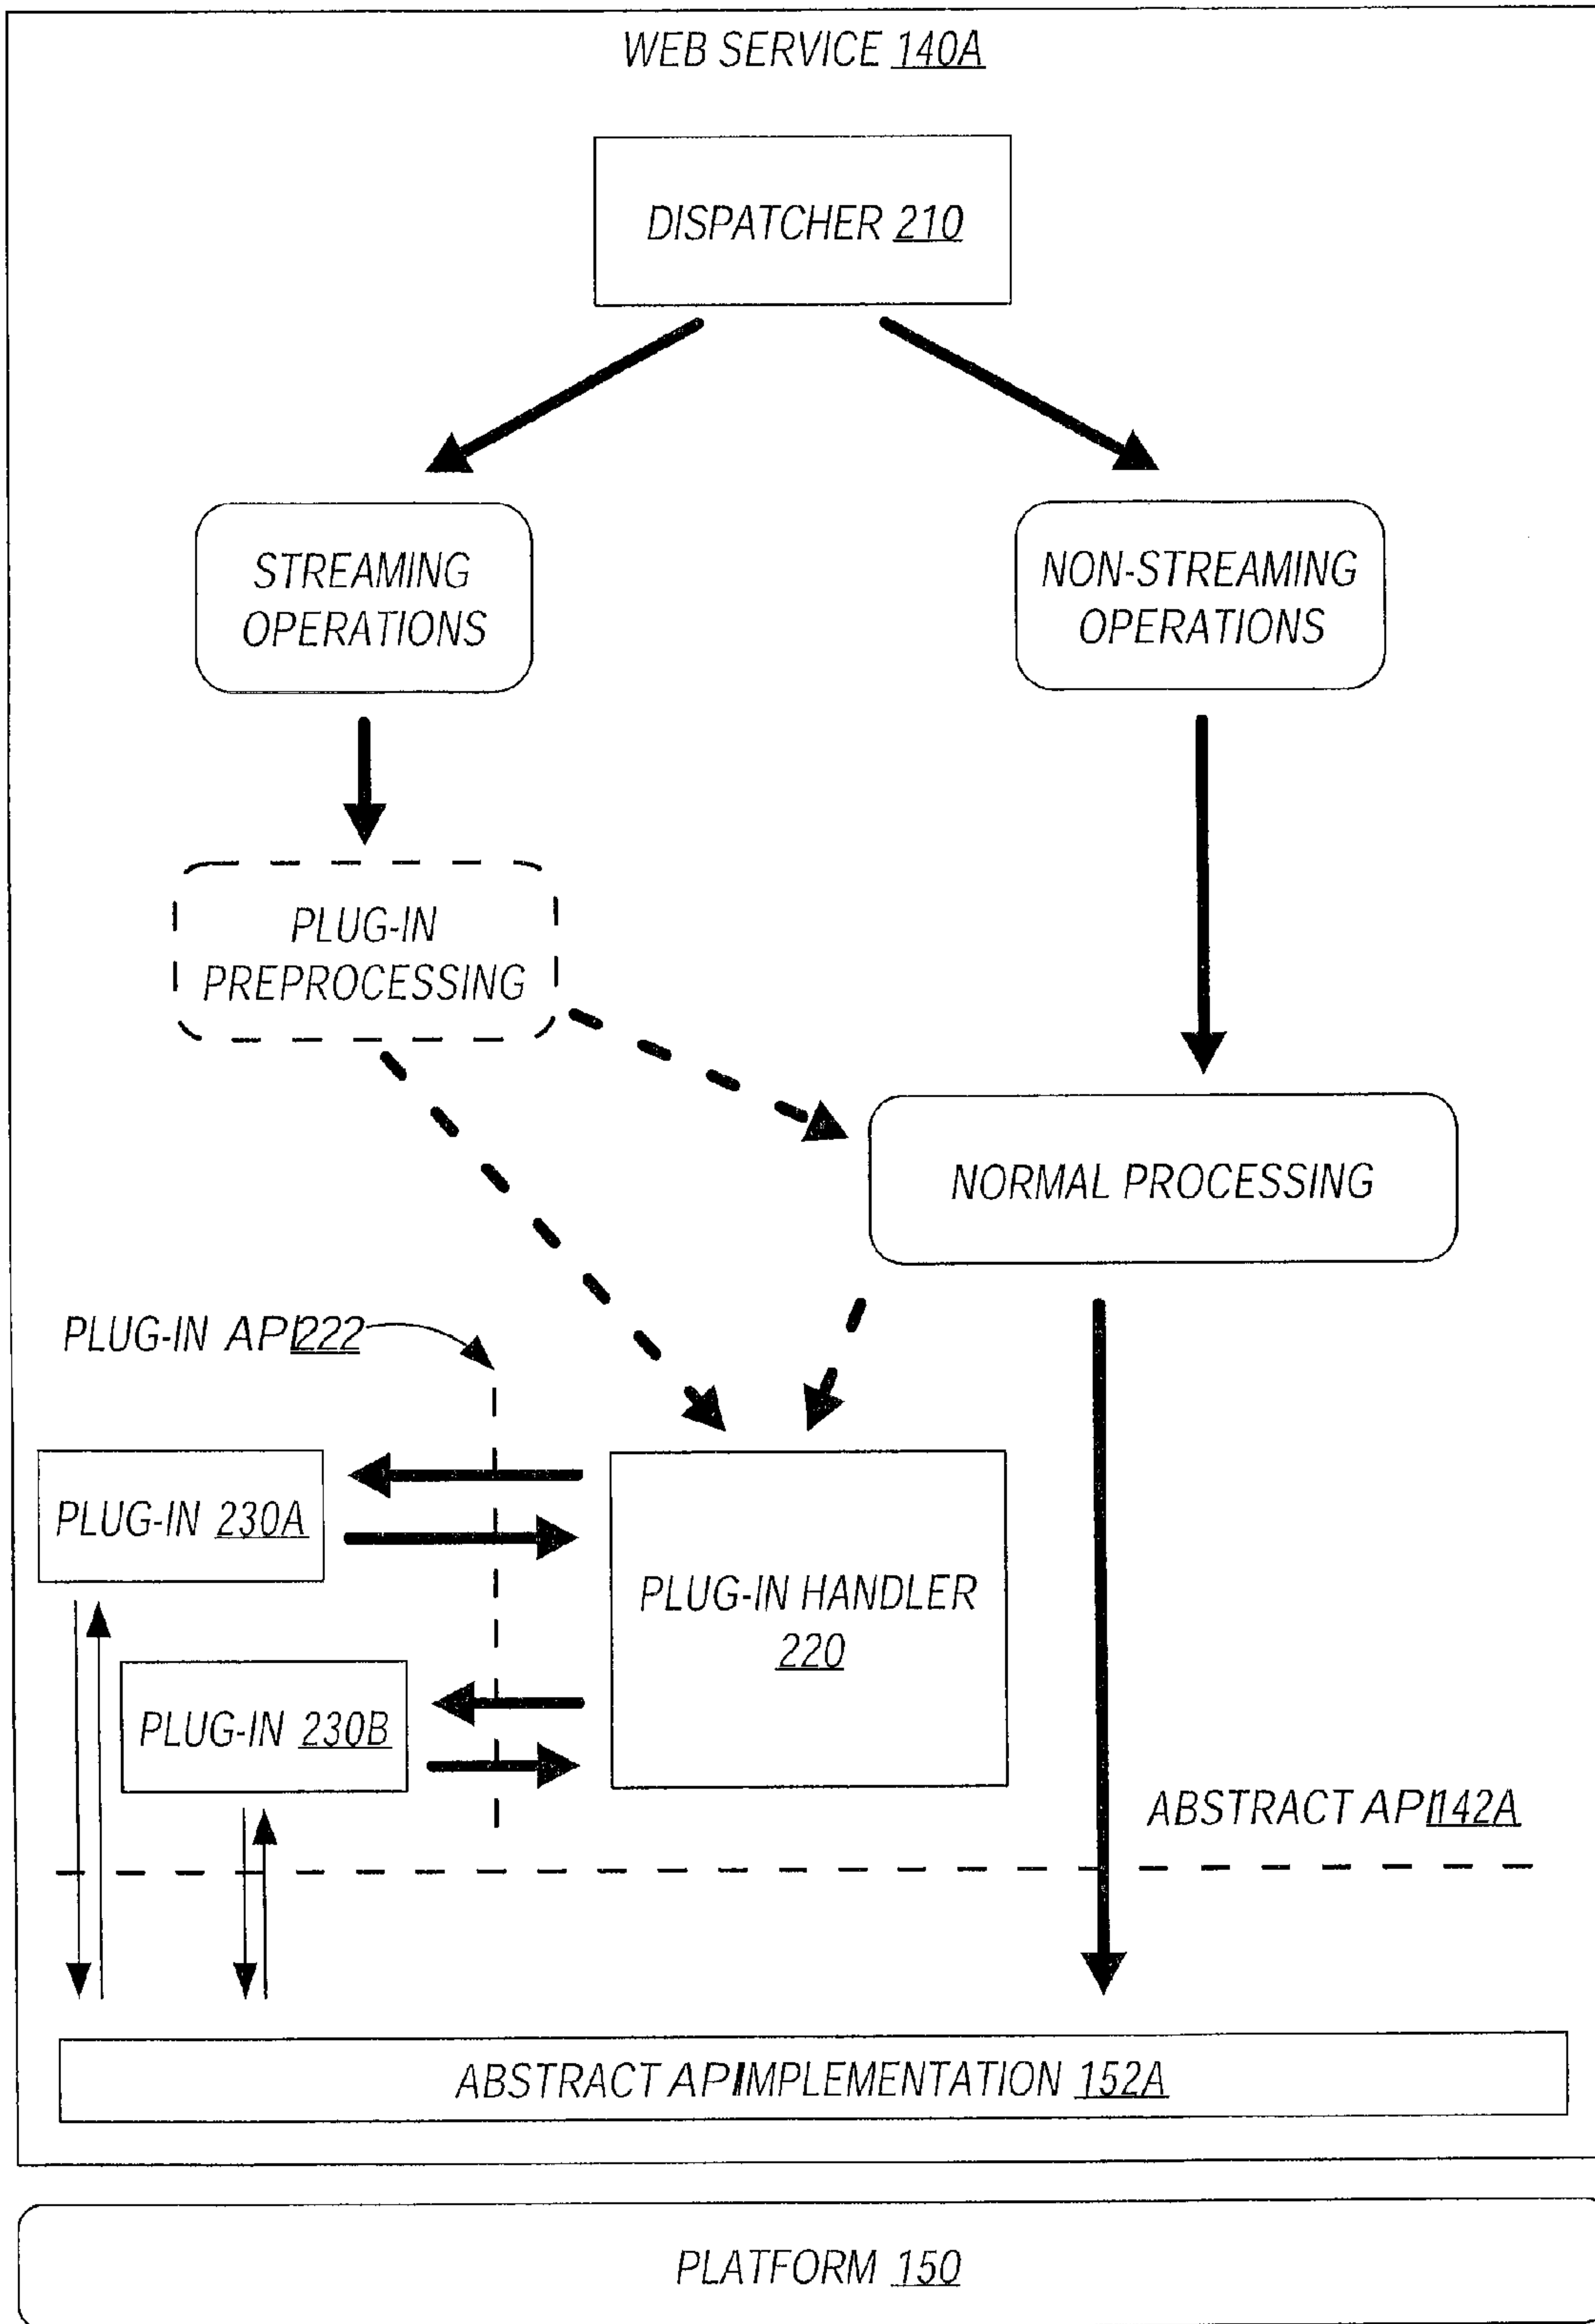 WEB SERVICE 140A
DISPATCHER 210
STREAMING
OPERATIONS
NON-STREAMING
OPERATIONS
PLUG-IN
PREPROCESSING
NORMAL PROCESSING
PLUG-IN API 222
PLUG-IN 230A
PLUG-IN HANDLER
220
PLUG-IN 230B
ABSTRACT API 142A
ABSTRACT API IMPLEMENTATION 152A
PLATFORM 150